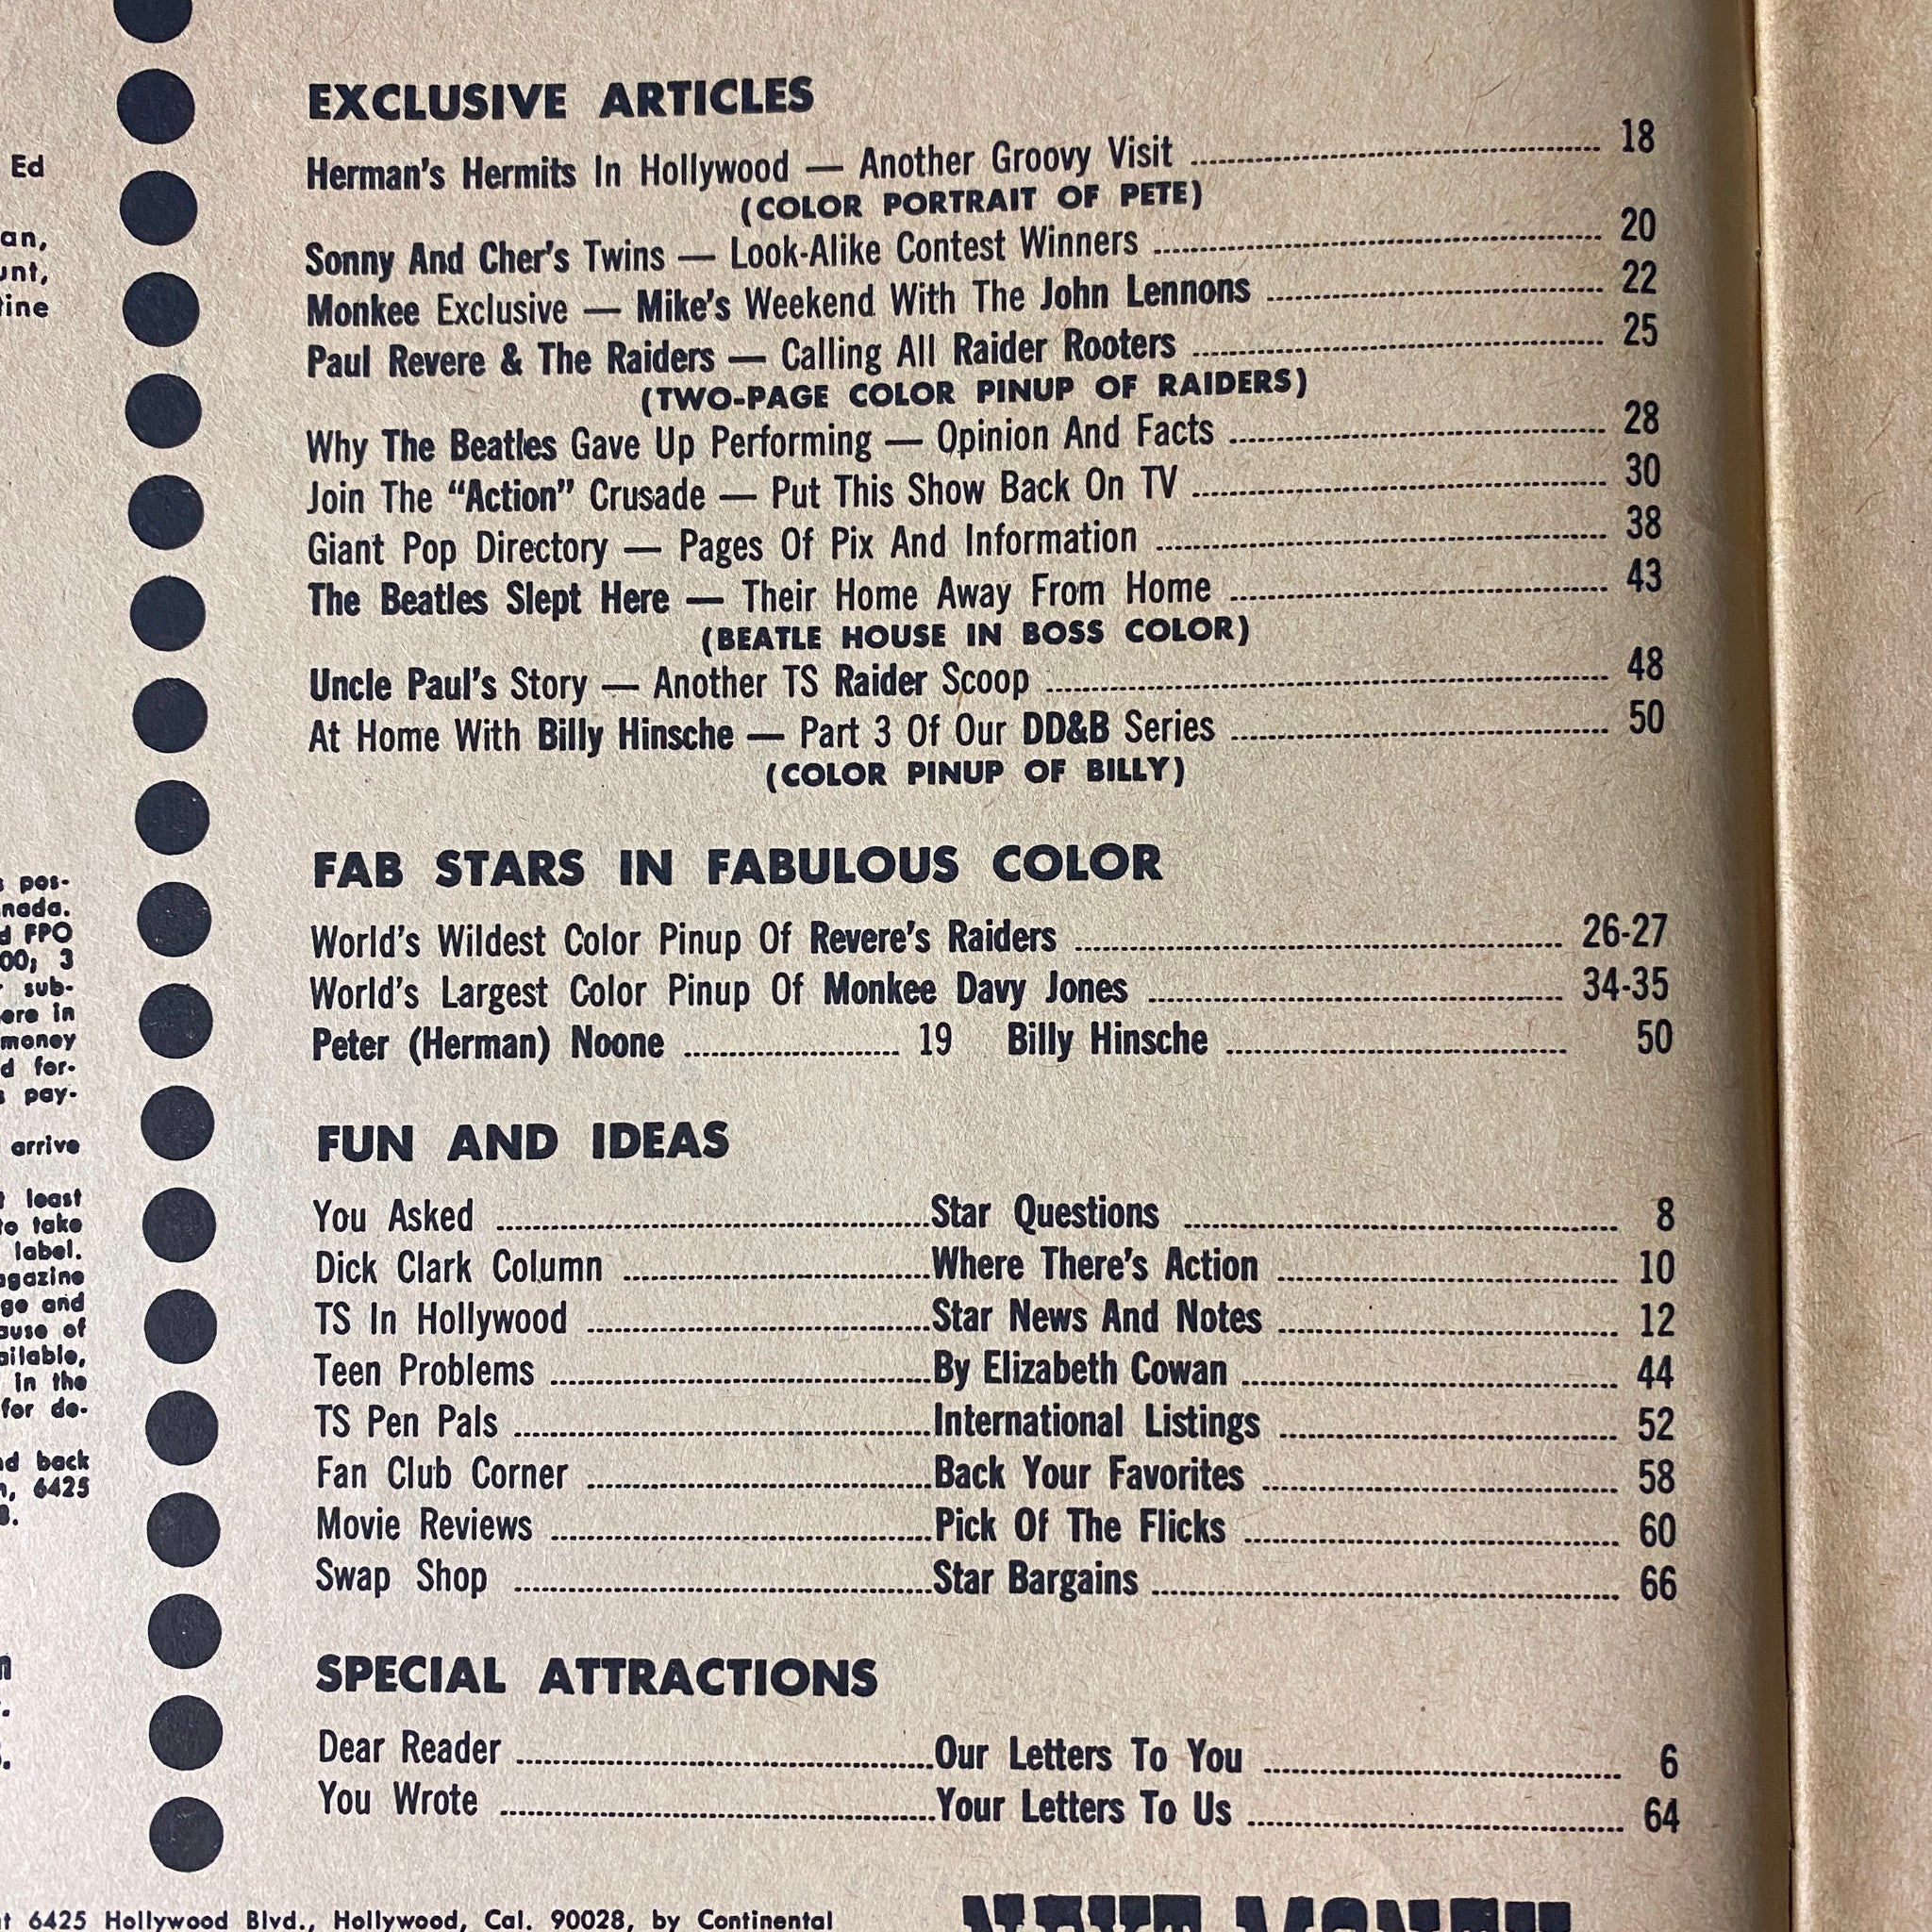 Ed
EXCLUSIVE ARTICLES
Herman's Hermits In Hollywood — Another Groovy Visit 18
(COLOR PORTRAIT OF PETE)
Sonny And Cher's Twins — Look-Alike Contest Winners 20
Monkee Exclusive — Mike's Weekend With The John Lennons 22
Paul Revere & The Raiders — Calling All Raider Rooters 25
(TWO-PAGE COLOR PINUP OF RAIDERS)
Why The Beatles Gave Up Performing — Opinion And Facts 28
Join The "Action" Crusade — Put This Show Back On TV 30
Giant Pop Directory — Pages Of Pix And Information 38
The Beatles Slept Here — Their Home Away From Home 43
(BEATLE HOUSE IN BOSS COLOR)
Uncle Paul's Story — Another TS Raider Scoop 48
At Home With Billy Hinsche — Part 3 Of Our DD&B Series 50
(COLOR PINUP OF BILLY)
FAB STARS IN FABULOUS COLOR
World's Wildest Color Pinup Of Revere's Raiders 26-27
World's Largest Color Pinup Of Monkee Davy Jones 34-35
Peter (Herman) Noone 19 Billy Hinsche 50
FUN AND IDEAS
You Asked Star Questions 8
Dick Clark Column Where There's Action 10
TS In Hollywood Star News And Notes 12
Teen Problems By Elizabeth Cowan 44
TS Pen Pals International Listings 52
Fan Club Corner Back Your Favorites 58
Movie Reviews Pick Of The Flicks 60
Swap Shop Star Bargains 66
SPECIAL ATTRACTIONS
Dear Reader Our Letters To You 6
You Wrote Your Letters To Us 64
6425 Hollywood Blvd., Hollywood, Cal. 90028, by Continental
NEXT MONTH